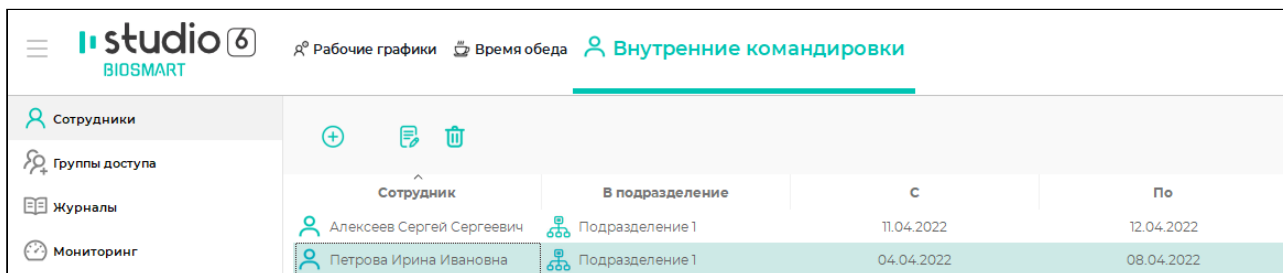 studio 6
BIOSMART
Рабочие графики Время обеда Внутренние командировки
Сотрудники
Группы доступа
Журналы
Мониторинг
Сотрудник В подразделение С По
Алексеев Сергей Сергеевич Подразделение 1 11.04.2022 12.04.2022
Петрова Ирина Ивановна Подразделение 1 04.04.2022 08.04.2022